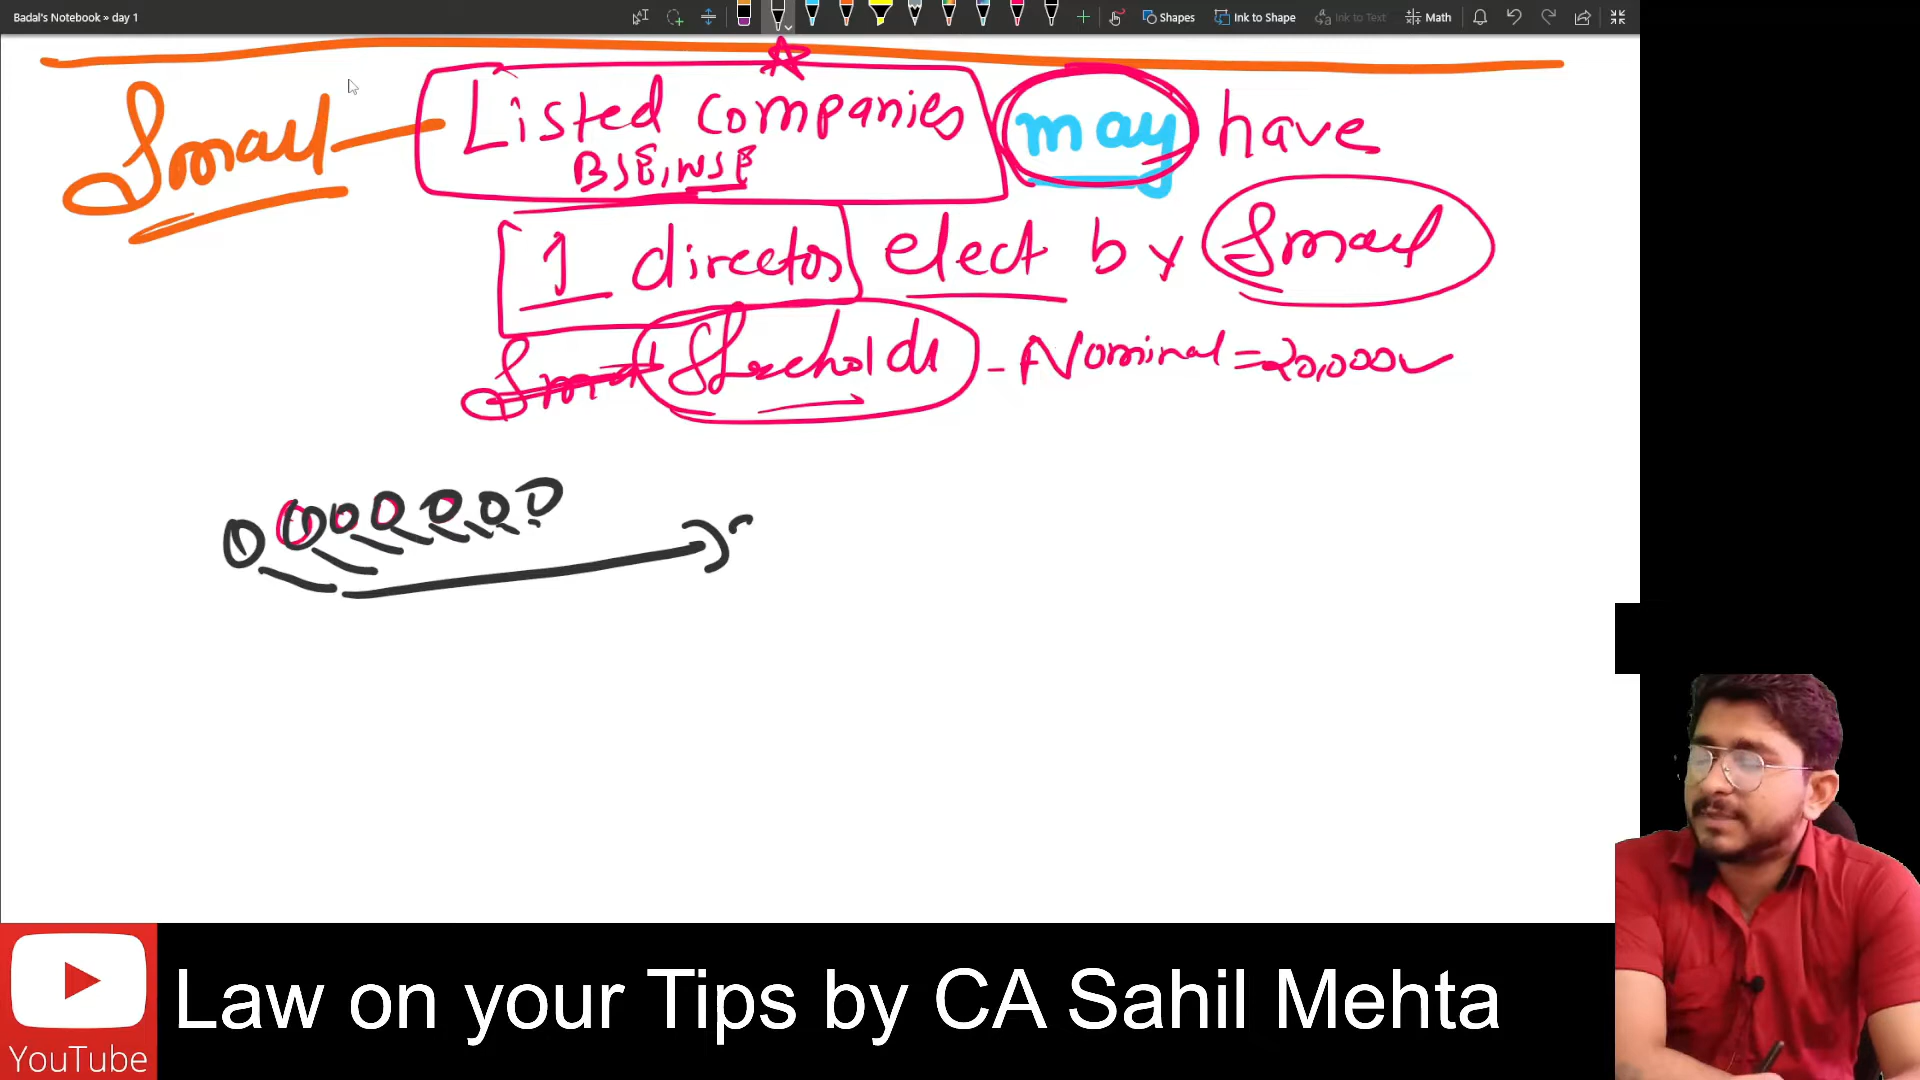 Badal's Notebook » day 1
Shapes Ink to Shape Ink to Text Math
Small Listed companies may have
BSE, NSE
1 director elect by Small
Shareholds - Nominal = 20,000
Law on your Tips by CA Sahil Mehta
YouTube